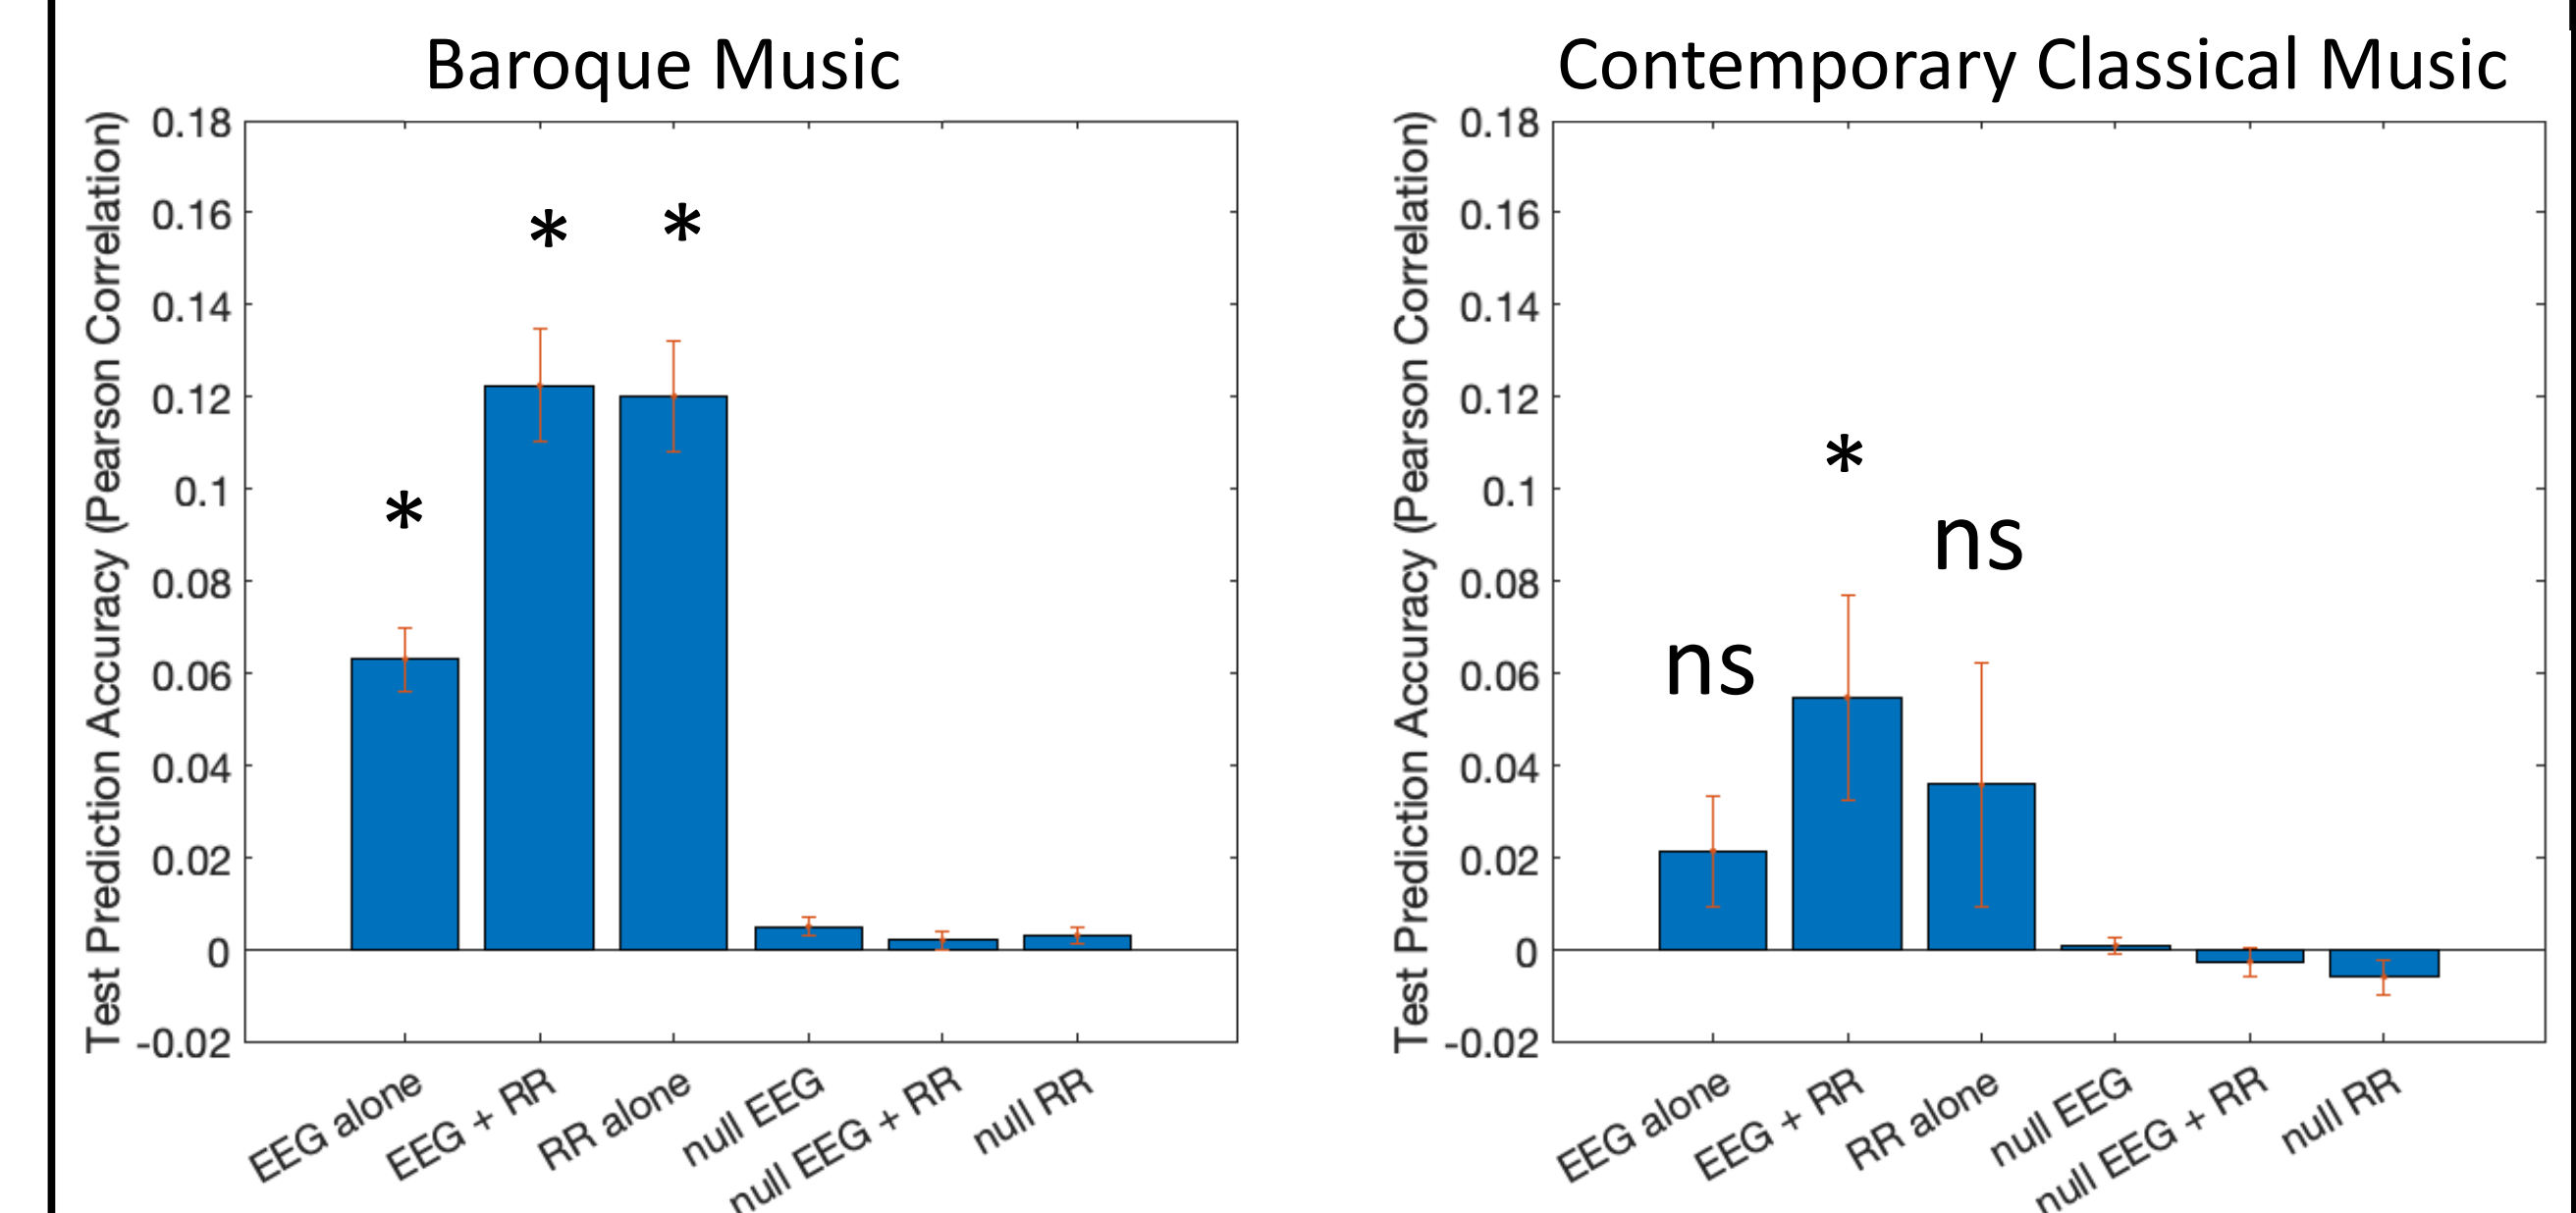 Baroque Music
Test Prediction Accuracy (Pearson Correlation)
0.18
0.16
0.14
0.12
0.1
0.08
0.06
0.04
0.02
0
-0.02
*
*
*
EEG alone
EEG + RR
RR alone
null EEG
null EEG + RR
null RR
Contemporary Classical Music
Test Prediction Accuracy (Pearson Correlation)
0.18
0.16
0.14
0.12
0.1
0.08
0.06
0.04
0.02
0
-0.02
ns
*
ns
EEG alone
EEG + RR
RR alone
null EEG
null EEG + RR
null RR